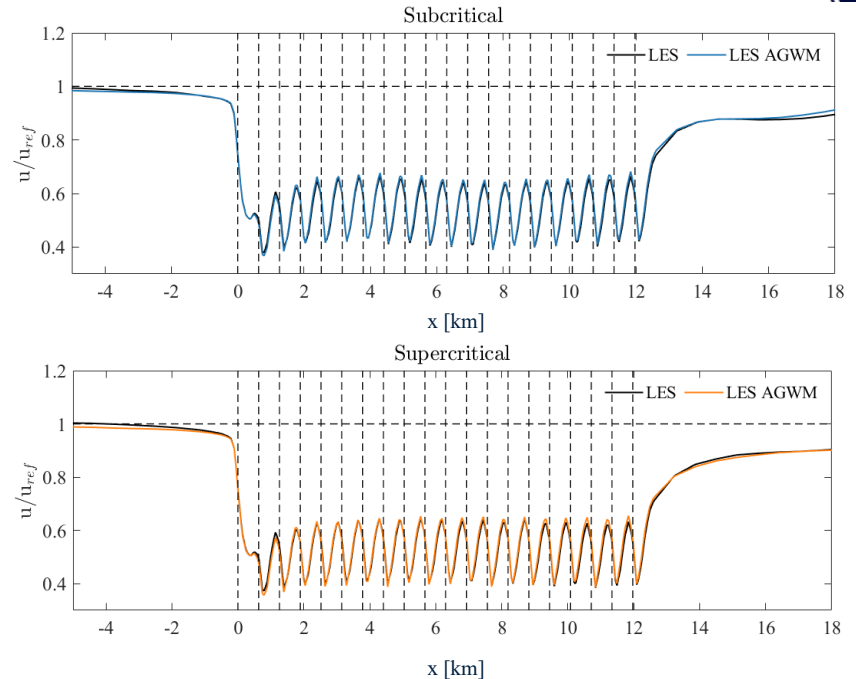 Subcritical
1.2
1
0.8
0.6
0.4
u/u_ref
LES
LES AGWM
-4 -2 0 2 4 6 8 10 12 14 16 18
x [km]
Supercritical
1.2
1
0.8
0.6
0.4
u/u_ref
LES
LES AGWM
-4 -2 0 2 4 6 8 10 12 14 16 18
x [km]